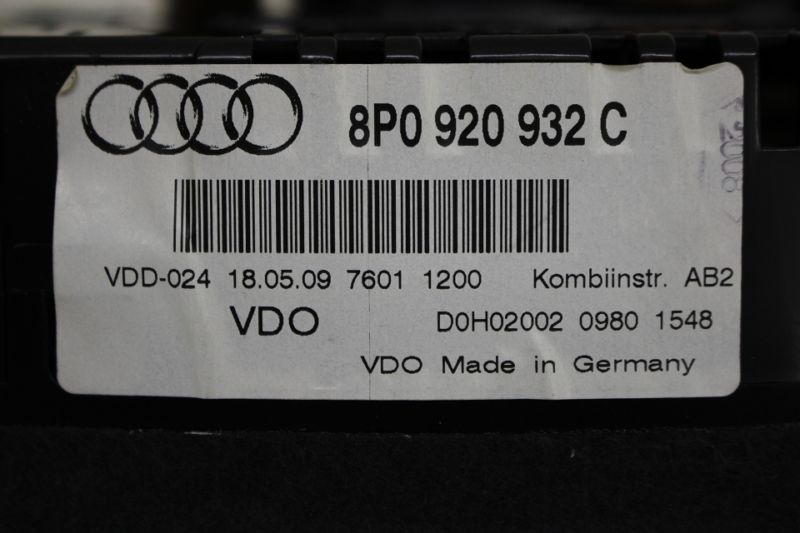 8P0 920 932 C
2008
VDD-024 18.05.09 7601 1200 Kombiinstr. AB2
VDO D0H02002 0980 1548
VDO Made in Germany